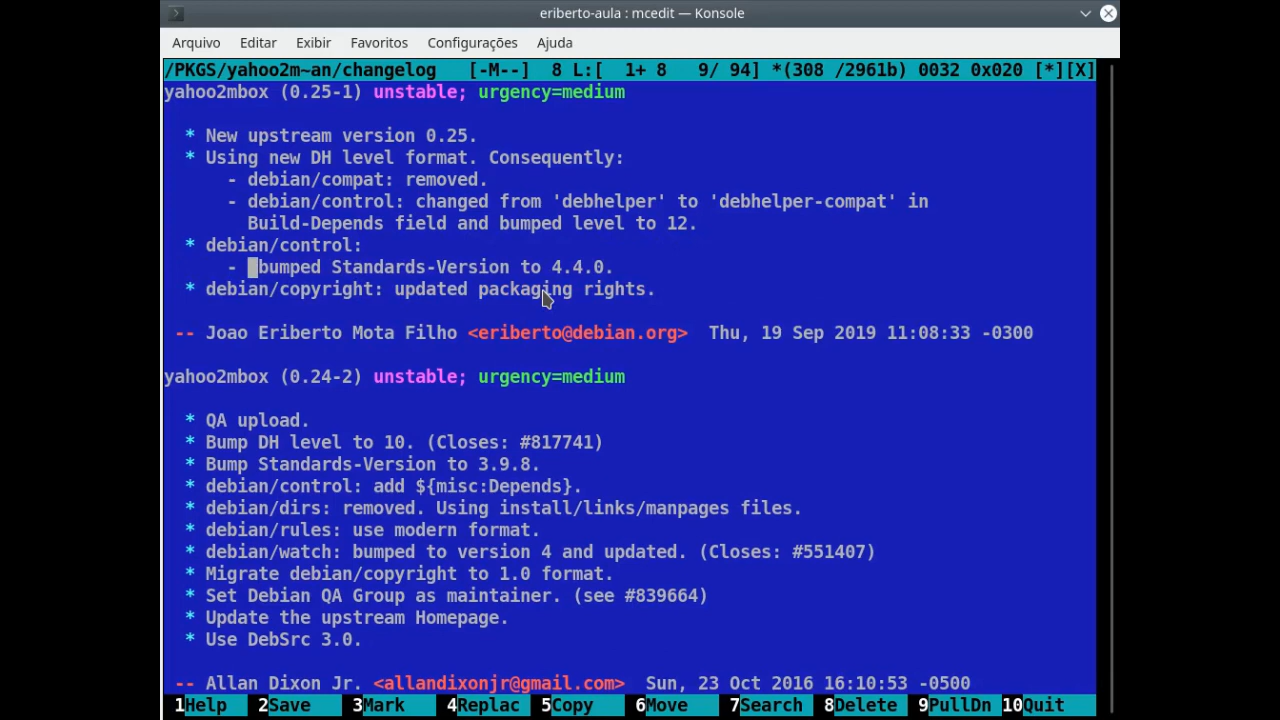 eriberto-aula : mcedit — Konsole
Arquivo Editar Exibir Favoritos Configurações Ajuda
/PKGS/yahoo2m~an/changelog [-M--] 8 L:[ 1+ 8 9/ 94] *(308 /2961b) 0032 0x020 [*][X]
yahoo2mbox (0.25-1) unstable; urgency=medium
* New upstream version 0.25.
* Using new DH level format. Consequently:
- debian/compat: removed.
- debian/control: changed from 'debhelper' to 'debhelper-compat' in
Build-Depends field and bumped level to 12.
* debian/control:
- bumped Standards-Version to 4.4.0.
* debian/copyright: updated packaging rights.
-- Joao Eriberto Mota Filho <eriberto@debian.org> Thu, 19 Sep 2019 11:08:33 -0300
yahoo2mbox (0.24-2) unstable; urgency=medium
* QA upload.
* Bump DH level to 10. (Closes: #817741)
* Bump Standards-Version to 3.9.8.
* debian/control: add ${misc:Depends}.
* debian/dirs: removed. Using install/links/manpages files.
* debian/rules: use modern format.
* debian/watch: bumped to version 4 and updated. (Closes: #551407)
* Migrate debian/copyright to 1.0 format.
* Set Debian QA Group as maintainer. (see #839664)
* Update the upstream Homepage.
* Use DebSrc 3.0.
-- Allan Dixon Jr. <allandixonjr@gmail.com> Sun, 23 Oct 2016 16:10:53 -0500
1Help 2Save 3Mark 4Replac 5Copy 6Move 7Search 8Delete 9PullDn 10Quit